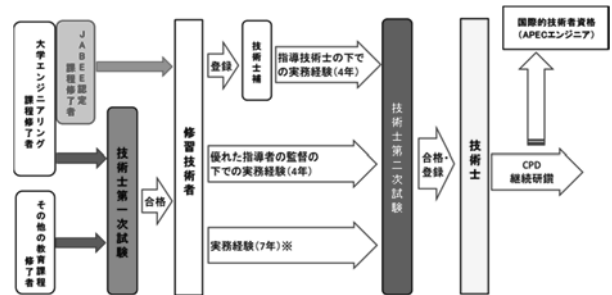 大学エンジニアリング
課程修了者
JABEE認定
課程修了者
その他の教育課程
修了者
技術士第一次試験
合格
修習技術者
登録
技術士補
指導技術士の下で
の実務経験(4年)
優れた指導者の監督の
下での実務経験(4年)
実務経験(7年)※
技術士第二次試験
合格・
登録
技術士
国際的技術者資格
(APECエンジニア)
CPD
継続研鑽